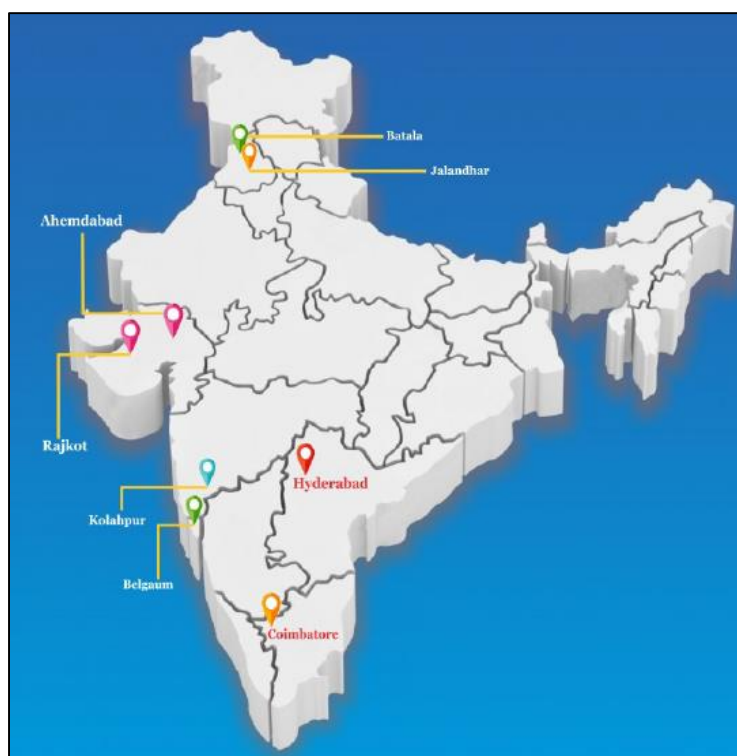 Batala
Jalandhar
Ahemdabad
Rajkot
Hyderabad
Kolahpur
Belgaum
Coimbatore